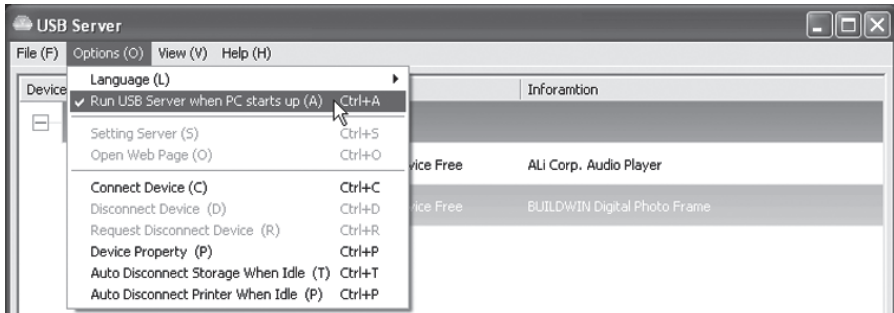 USB Server
File (F) Options (O) View (V) Help (H)
Language (L)
Device Inforamtion
Run USB Server when PC starts up (A) Ctrl+A
Setting Server (S) Ctrl+S
Open Web Page (O) Ctrl+O
vice Free ALi Corp. Audio Player
Connect Device (C) Ctrl+C
Disconnect Device (D) Ctrl+D
vice Free BUILDWIN Digital Photo Frame
Request Disconnect Device (R) Ctrl+R
Device Property (P) Ctrl+P
Auto Disconnect Storage When Idle (T) Ctrl+T
Auto Disconnect Printer When Idle (P) Ctrl+P